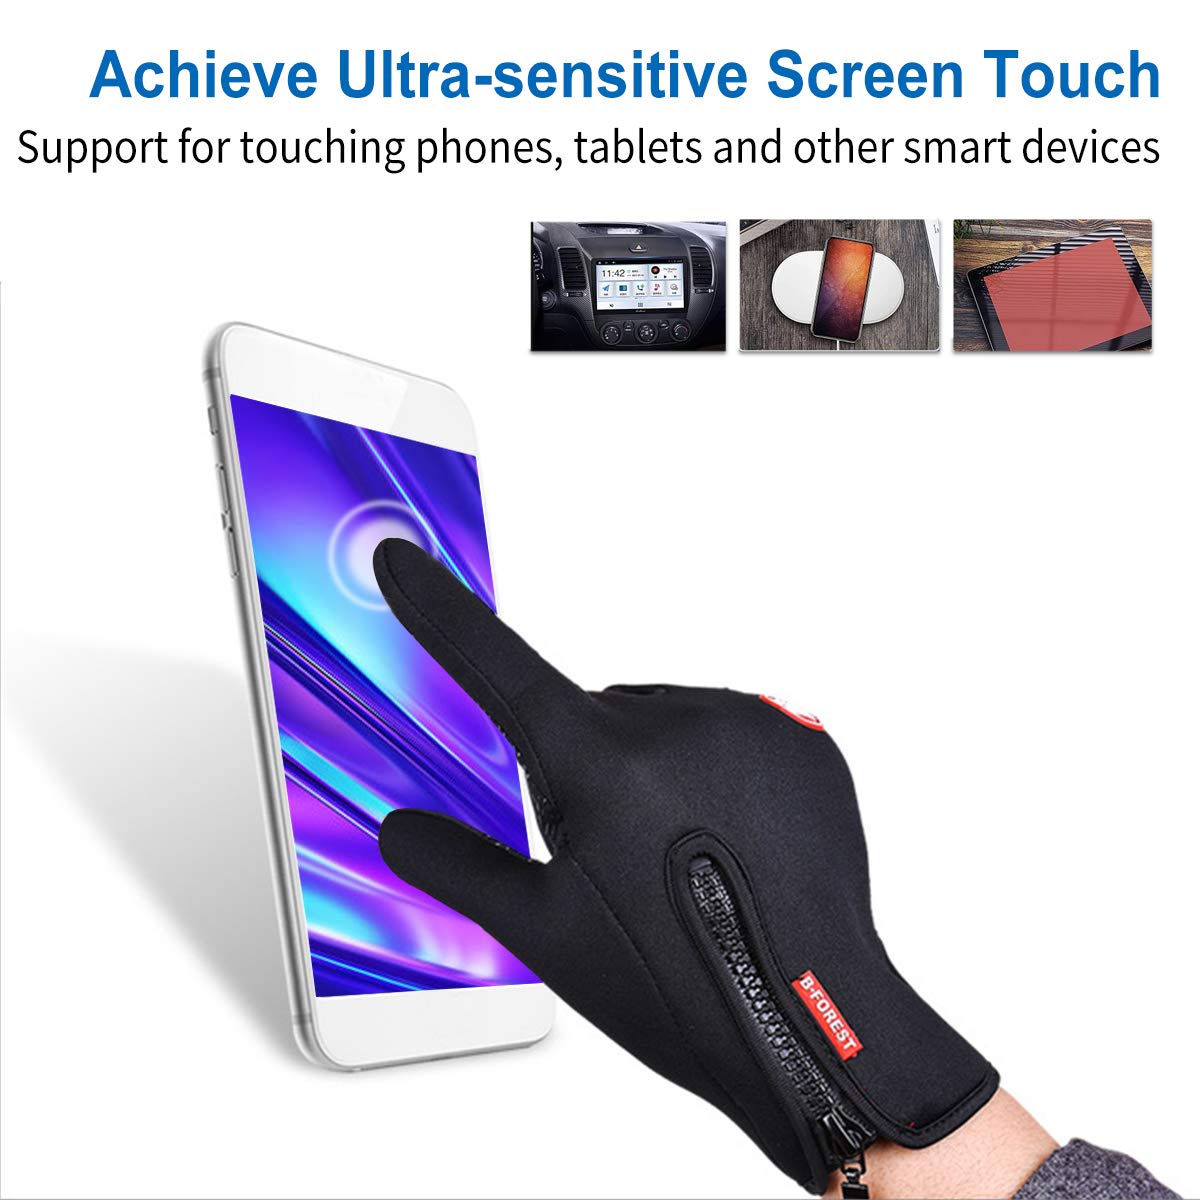 Achieve Ultra-sensitive Screen Touch
Support for touching phones, tablets and other smart devices
11:42
B·FOREST